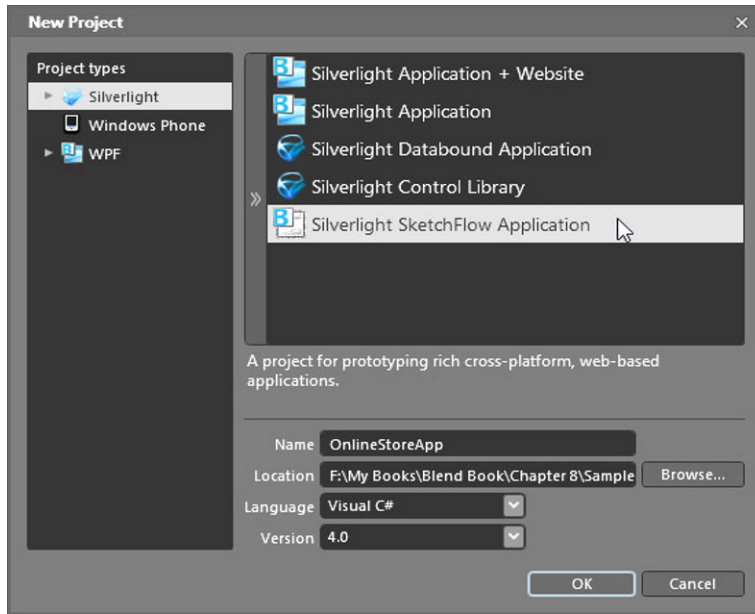 New Project
Project types
Silverlight
Windows Phone
WPF
Silverlight Application + Website
Silverlight Application
Silverlight Databound Application
Silverlight Control Library
Silverlight SketchFlow Application
A project for prototyping rich cross-platform, web-based
applications.
Name OnlineStoreApp
Location F:\My Books\Blend Book\Chapter 8\Sample Browse...
Language Visual C#
Version 4.0
OK Cancel